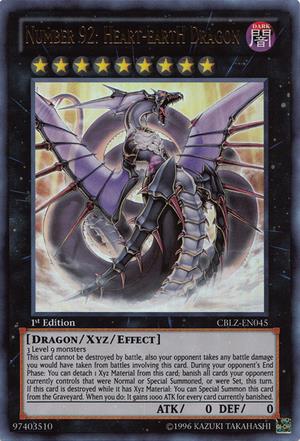 Number 92: Heart-eartH Dragon
DARK
闇
CBLZ-EN045
1st Edition
[Dragon/Xyz/Effect]
3 Level 9 monsters
This card cannot be destroyed by battle, also your opponent takes any battle damage
you would have taken from battles involving this card. During your opponent's End
Phase: You can detach 1 Xyz Material from this card; banish all cards your opponent
currently controls that were Normal or Special Summoned, or were Set, this turn.
If this card is destroyed while it has Xyz Material: You can Special Summon this card
from the Graveyard. When you do: It gains 1000 ATK for every card currently banished.
ATK/ 0 DEF/ 0
97403510
©1996 KAZUKI TAKAHASHI